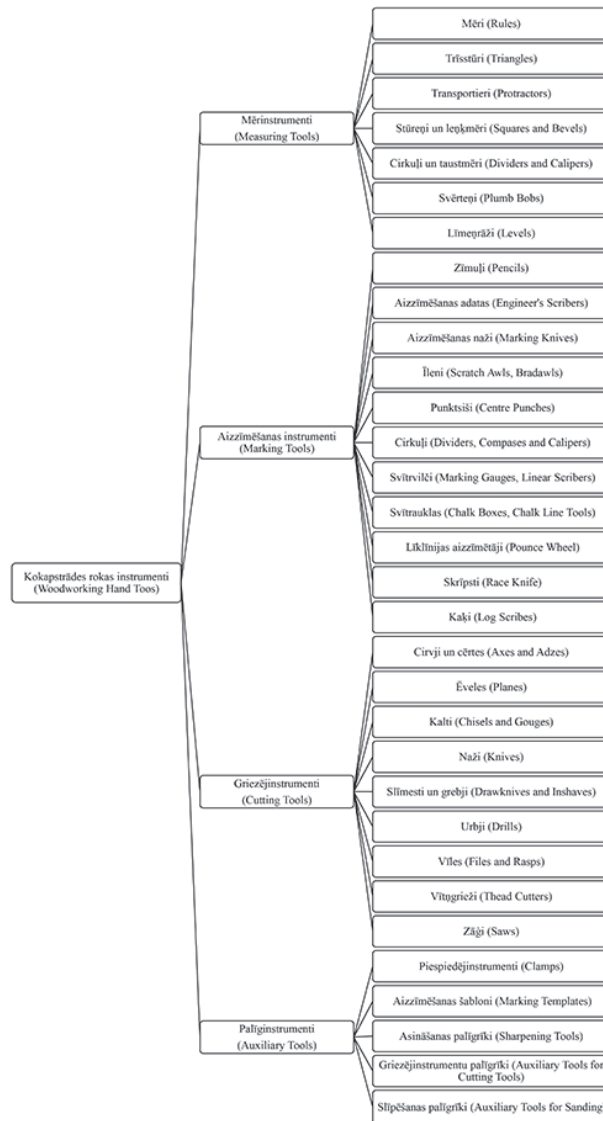 Mēri (Rules)
Trīsstūri (Triangles)
Transportieri (Protractors)
Mērinstrumenti
(Measuring Tools)
Stūreņi un leņķmēri (Squares and Bevels)
Cirkuļi un taustmēri (Dividers and Calipers)
Svērteņi (Plumb Bobs)
Līmeņrāži (Levels)
Zīmuļi (Pencils)
Aizzīmēšanas adatas (Engineer's Scribers)
Aizzīmēšanas naži (Marking Knives)
Īleni (Scratch Awls, Bradawls)
Punktsiši (Centre Punches)
Aizzīmēšanas instrumenti
(Marking Tools)
Cirkuļi (Dividers, Compases and Calipers)
Svītrvilči (Marking Gauges, Linear Scribers)
Svītrauklas (Chalk Boxes, Chalk Line Tools)
Līklīnijas aizzīmētāji (Pounce Wheel)
Kokapstrādes rokas instrumenti
(Woodworking Hand Toos)
Skrīpsti (Race Knife)
Kaķi (Log Scribes)
Cirvji un cērtes (Axes and Adzes)
Ēveles (Planes)
Kalti (Chisels and Gouges)
Naži (Knives)
Griezējinstrumenti
(Cutting Tools)
Slīmesti un grebji (Drawknives and Inshaves)
Urbji (Drills)
Vīles (Files and Rasps)
Vītņgrieži (Thead Cutters)
Zāģi (Saws)
Piespiedējinstrumenti (Clamps)
Aizzīmēšanas šabloni (Marking Templates)
Palīginstrumenti
(Auxiliary Tools)
Asināšanas palīgrīki (Sharpening Tools)
Griezējinstrumentu palīgrīki (Auxiliary Tools for
Cutting Tools)
Slīpēšanas palīgrīki (Auxiliary Tools for Sanding)